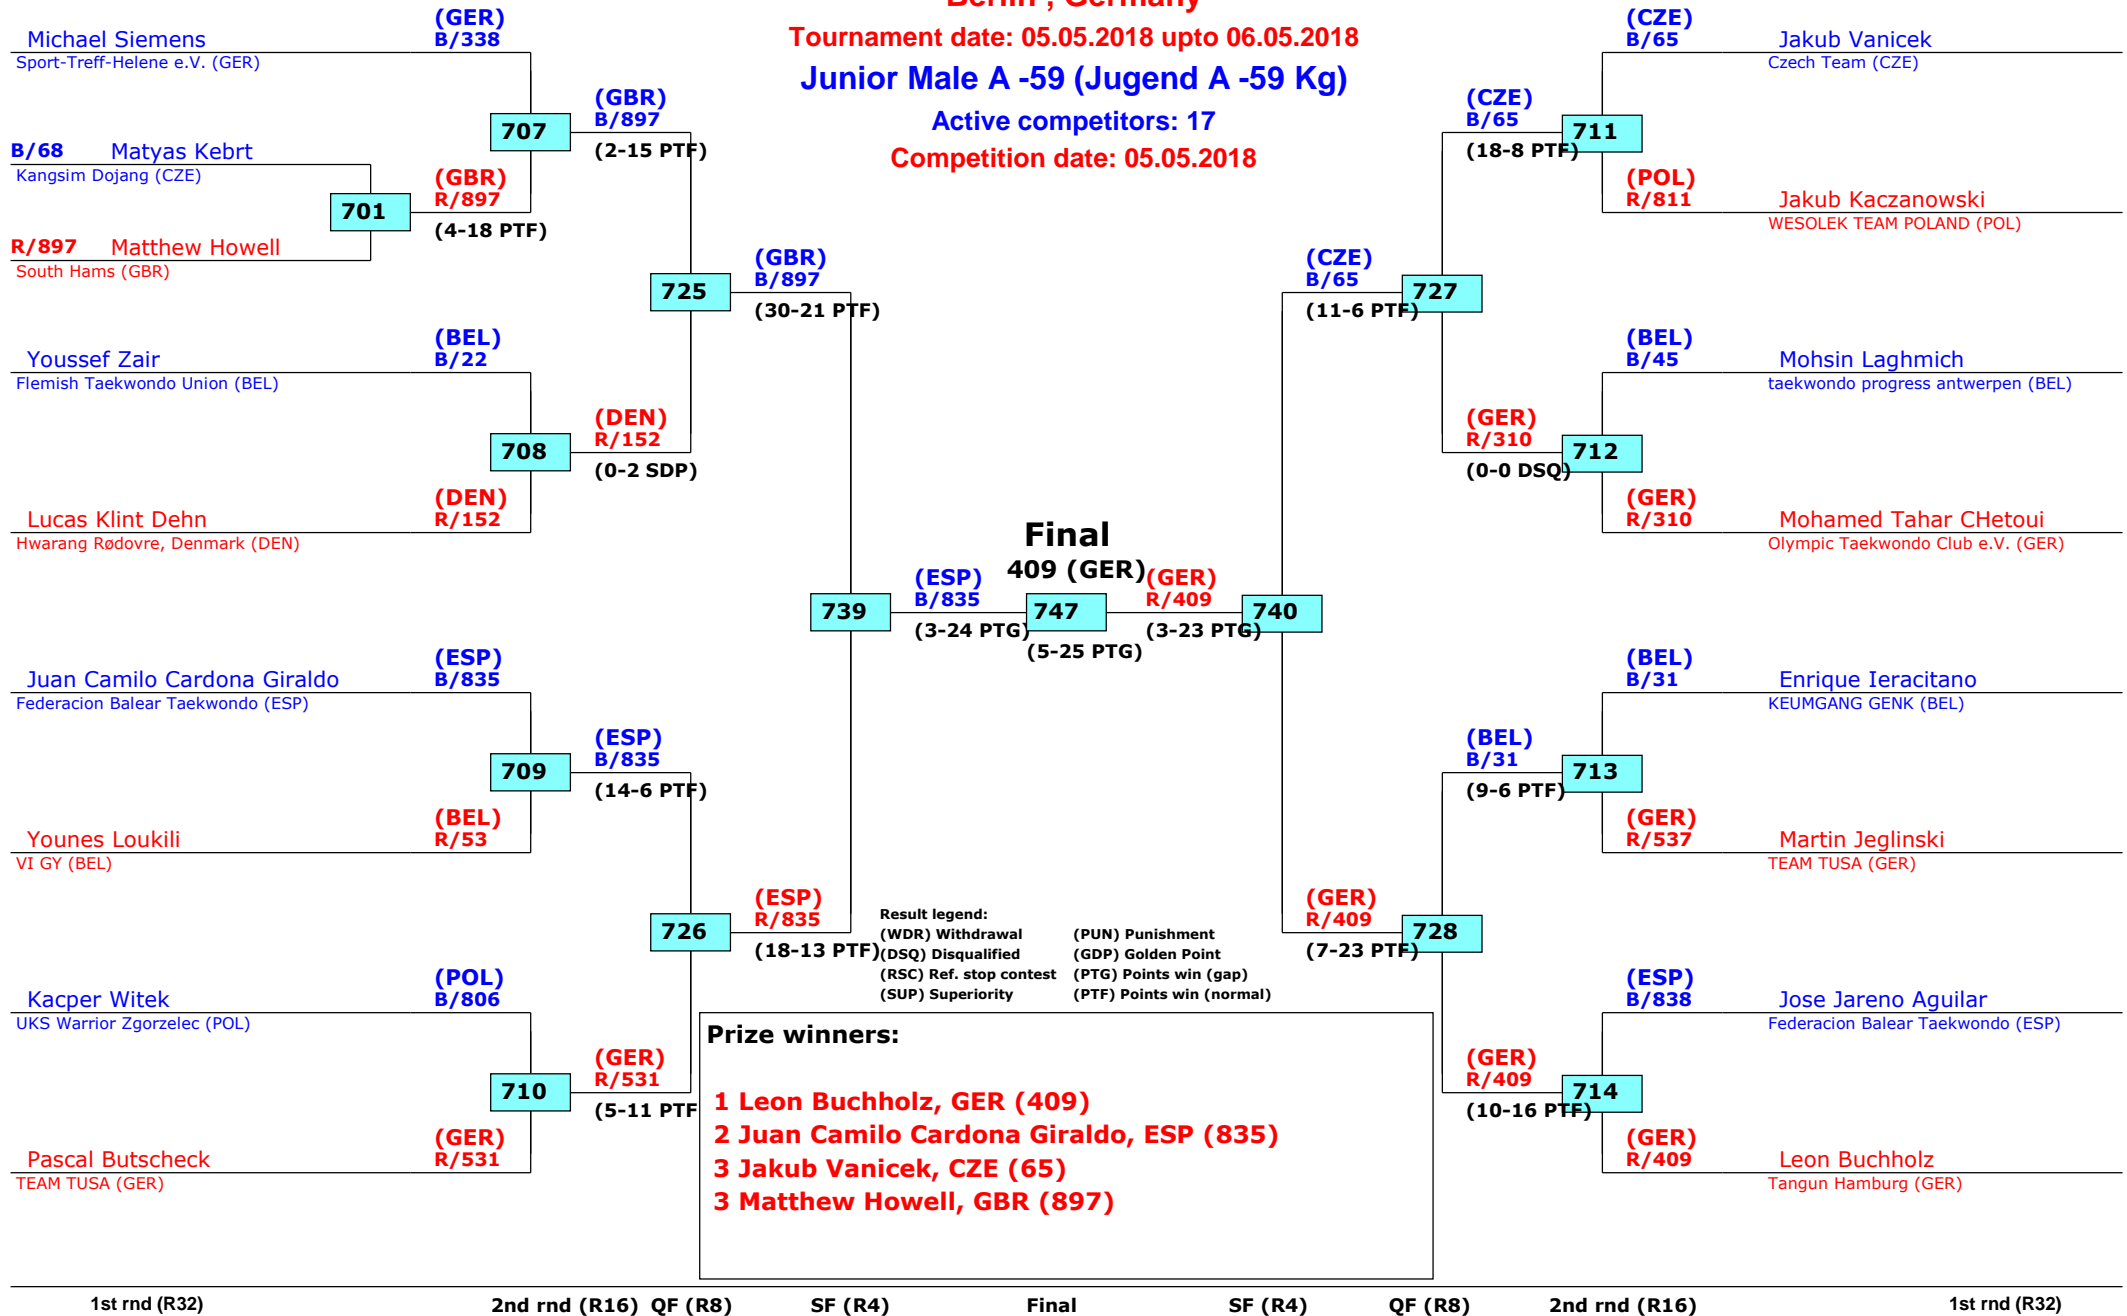 Berlin , Germany
Tournament date: 05.05.2018 upto 06.05.2018
Junior Male A -59 (Jugend A -59 Kg)
Active competitors: 17
Competition date: 05.05.2018
(GER)
Michael Siemens B/338
Sport-Treff-Helene e.V. (GER)
707
(GBR)
B/897
(2-15 PTF)
B/68 Matyas Kebrt
Kangsim Dojang (CZE)
701
(GBR)
R/897
(4-18 PTF)
R/897 Matthew Howell
South Hams (GBR)
725
(GBR)
B/897
(30-21 PTF)
(BEL)
Youssef Zair B/22
Flemish Taekwondo Union (BEL)
708
(DEN)
R/152
(0-2 SDP)
(DEN)
Lucas Klint Dehn R/152
Hwarang Rødovre, Denmark (DEN)
739
(ESP)
B/835
(3-24 PTG)
(ESP)
Juan Camilo Cardona Giraldo B/835
Federacion Balear Taekwondo (ESP)
709
(ESP)
B/835
(14-6 PTF)
(BEL)
Younes Loukili R/53
VI GY (BEL)
726
(ESP)
R/835
(18-13 PTF)
(POL)
Kacper Witek B/806
UKS Warrior Zgorzelec (POL)
710
(GER)
R/531
(5-11 PTF
(GER)
Pascal Butscheck R/531
TEAM TUSA (GER)
Final
409 (GER)
747
(5-25 PTG)
(CZE)
B/65 Jakub Vanicek
Czech Team (CZE)
(CZE)
B/65
711
(18-8 PTF)
(POL)
R/811 Jakub Kaczanowski
WESOLEK TEAM POLAND (POL)
(CZE)
B/65
727
(11-6 PTF)
(BEL)
B/45 Mohsin Laghmich
taekwondo progress antwerpen (BEL)
(GER)
R/310
712
(0-0 DSQ)
(GER)
R/310 Mohamed Tahar CHetoui
Olympic Taekwondo Club e.V. (GER)
(GER)
R/409
740
(3-23 PTG)
(BEL)
B/31 Enrique Ieracitano
KEUMGANG GENK (BEL)
(BEL)
B/31
713
(9-6 PTF)
(GER)
R/537 Martin Jeglinski
TEAM TUSA (GER)
(GER)
R/409
728
(7-23 PTF)
(ESP)
B/838 Jose Jareno Aguilar
Federacion Balear Taekwondo (ESP)
(GER)
R/409
714
(10-16 PTF)
(GER)
R/409 Leon Buchholz
Tangun Hamburg (GER)
Result legend:
(WDR) Withdrawal (PUN) Punishment
(DSQ) Disqualified (GDP) Golden Point
(RSC) Ref. stop contest (PTG) Points win (gap)
(SUP) Superiority (PTF) Points win (normal)
Prize winners:
1 Leon Buchholz, GER (409)
2 Juan Camilo Cardona Giraldo, ESP (835)
3 Jakub Vanicek, CZE (65)
3 Matthew Howell, GBR (897)
1st rnd (R32) 2nd rnd (R16) QF (R8) SF (R4) Final SF (R4) QF (R8) 2nd rnd (R16) 1st rnd (R32)